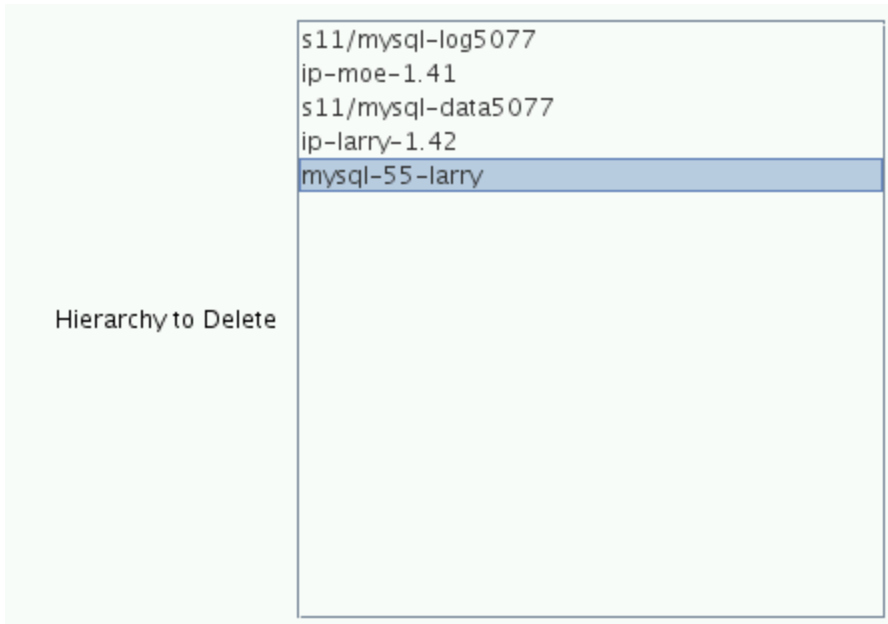 s11/mysql-log5077
ip-moe-1.41
s11/mysql-data5077
ip-larry-1.42
mysql-55-larry
Hierarchy to Delete